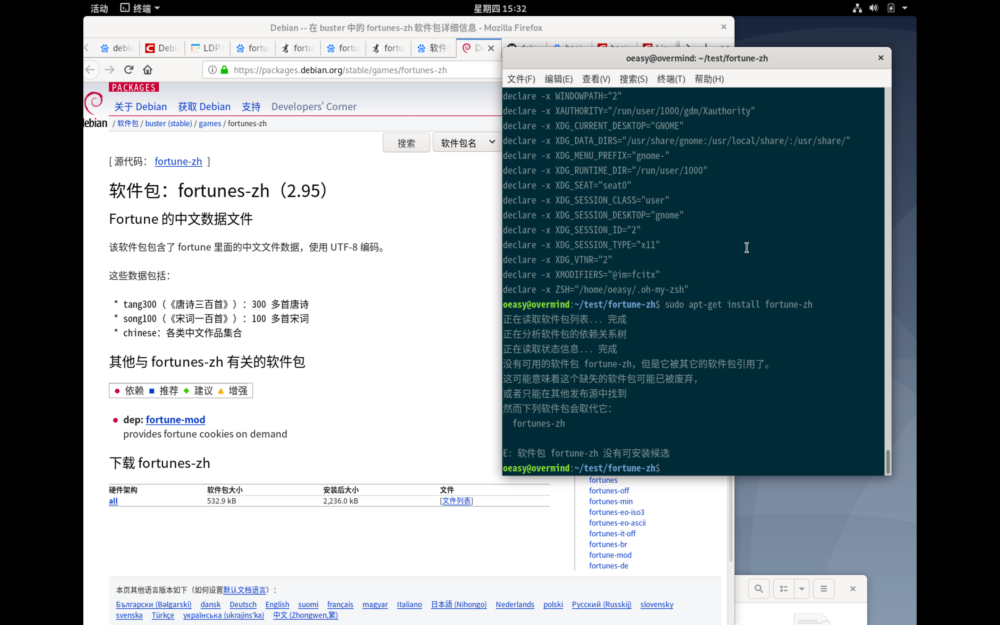 活动 终端
星期四 15:32
Debian -- 在 buster 中的 fortunes-zh 软件包详细信息 - Mozilla Firefox
debia Debi LDP fortu fortu fortu fortu 软件 De
https://packages.debian.org/stable/games/fortunes-zh
PACKAGES
关于 Debian 获取 Debian 支持 Developers' Corner
ebian / 软件包 / buster (stable) / games / fortunes-zh
搜索 软件包名
[ 源代码： fortune-zh ]
软件包：fortunes-zh（2.95）
Fortune 的中文数据文件
该软件包包含了 fortune 里面的中文文件数据，使用 UTF-8 编码。
这些数据包括：
* tang300（《唐诗三百首》）：300 多首唐诗
* song100（《宋词一百首》）：100 多首宋词
* chinese：各类中文作品集合
其他与 fortunes-zh 有关的软件包
依赖 推荐 建议 增强
dep: fortune-mod
provides fortune cookies on demand
下载 fortunes-zh
硬件架构 软件包大小 安装后大小 文件
all 532.9 kB 2,236.0 kB [文件列表]
fortunes
fortunes-off
fortunes-min
fortunes-eo-iso3
fortunes-eo-ascii
fortunes-it-off
fortunes-br
fortune-mod
fortunes-de
本页其他语言版本如下（如何设置默认文档语言）：
Български (Bəlgarski) dansk Deutsch English suomi français magyar Italiano 日本語 (Nihongo) Nederlands polski Русский (Russkij) slovensky
svenska Türkçe українська (ukrajins'ka) 中文 (Zhongwen,繁)
oeasy@overmind: ~/test/fortune-zh
文件(F) 编辑(E) 查看(V) 搜索(S) 终端(T) 帮助(H)
declare -x WINDOWPATH="2"
declare -x XAUTHORITY="/run/user/1000/gdm/Xauthority"
declare -x XDG_CURRENT_DESKTOP="GNOME"
declare -x XDG_DATA_DIRS="/usr/share/gnome:/usr/local/share/:/usr/share/"
declare -x XDG_MENU_PREFIX="gnome-"
declare -x XDG_RUNTIME_DIR="/run/user/1000"
declare -x XDG_SEAT="seat0"
declare -x XDG_SESSION_CLASS="user"
declare -x XDG_SESSION_DESKTOP="gnome"
declare -x XDG_SESSION_ID="2"
declare -x XDG_SESSION_TYPE="x11"
declare -x XDG_VTNR="2"
declare -x XMODIFIERS="@im=fcitx"
declare -x ZSH="/home/oeasy/.oh-my-zsh"
oeasy@overmind:~/test/fortune-zh$ sudo apt-get install fortune-zh
正在读取软件包列表... 完成
正在分析软件包的依赖关系树
正在读取状态信息... 完成
没有可用的软件包 fortune-zh，但是它被其它的软件包引用了。
这可能意味着这个缺失的软件包可能已被废弃，
或者只能在其他发布源中找到
然而下列软件包会取代它：
fortunes-zh
E: 软件包 fortune-zh 没有可安装候选
oeasy@overmind:~/test/fortune-zh$